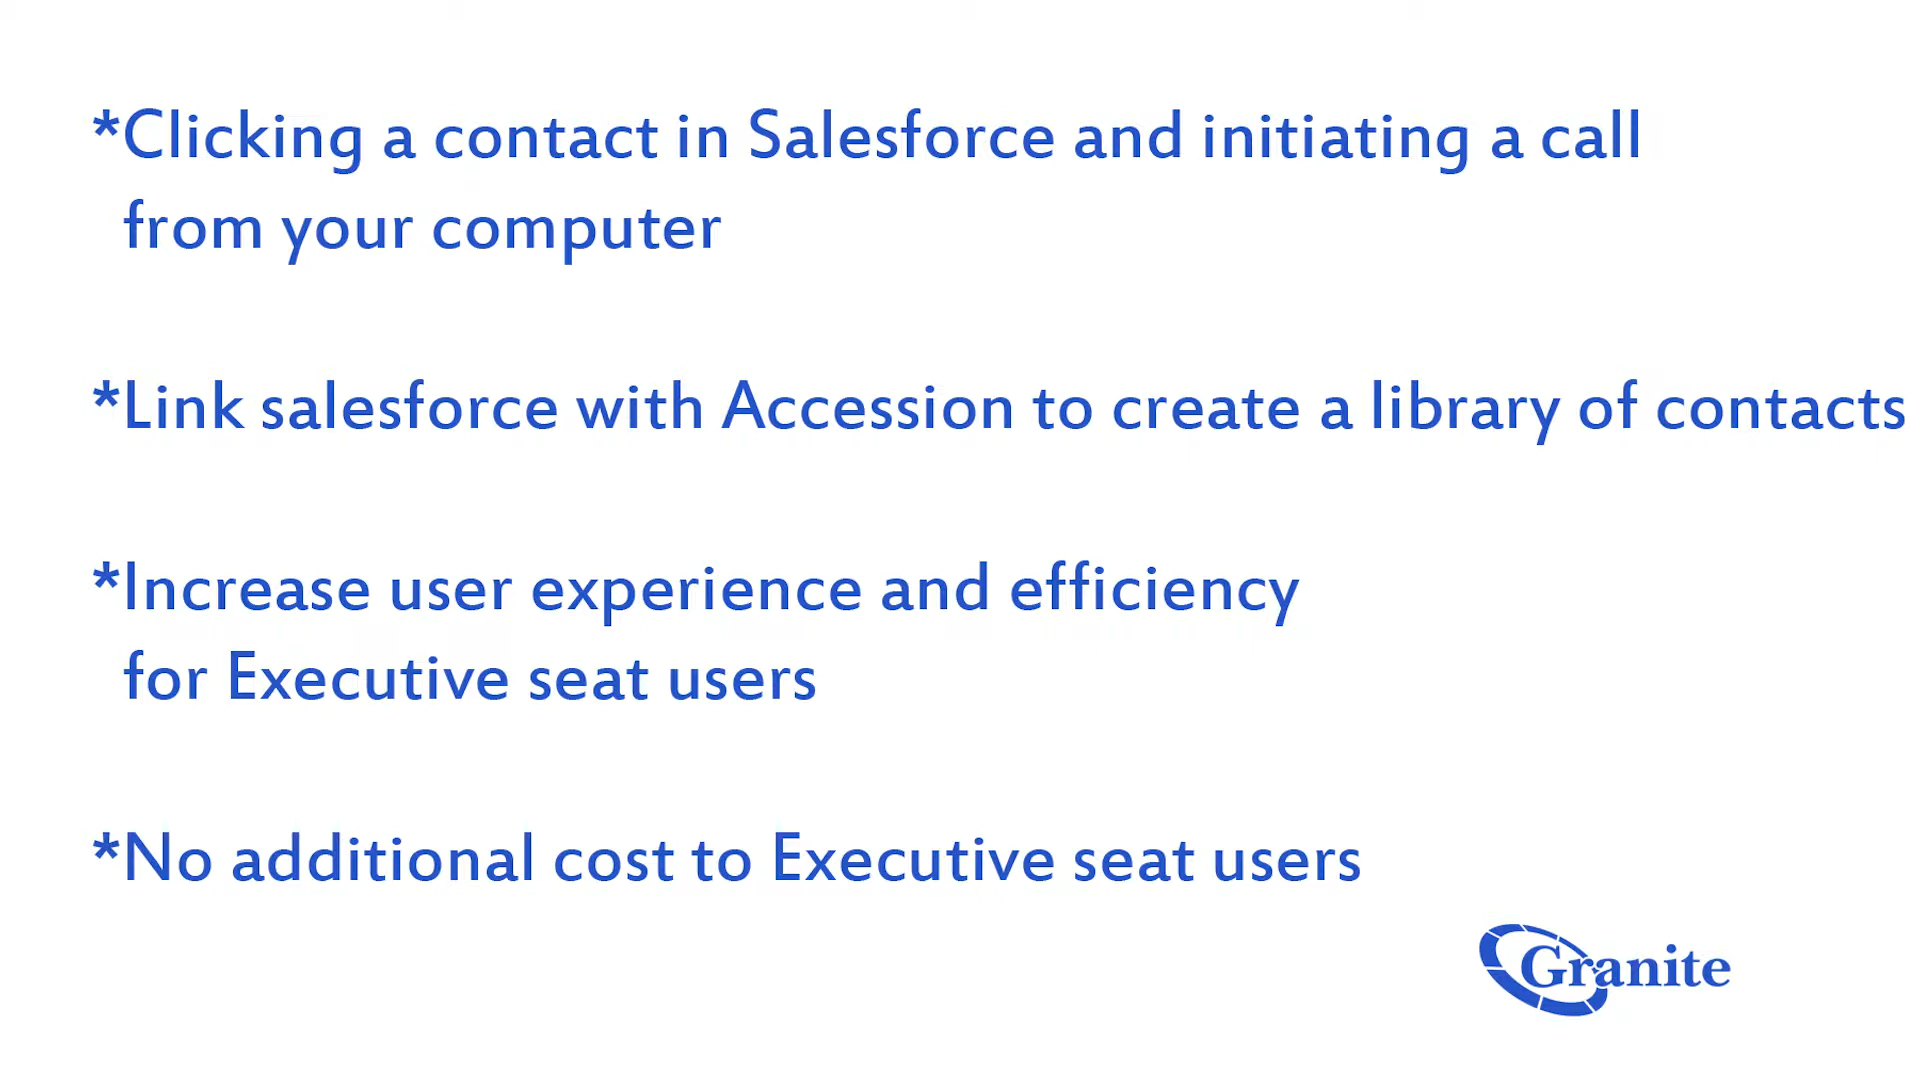 *Clicking a contact in Salesforce and initiating a call
from your computer
*Link salesforce with Accession to create a library of contacts
*Increase user experience and efficiency
for Executive seat users
*No additional cost to Executive seat users
Granite